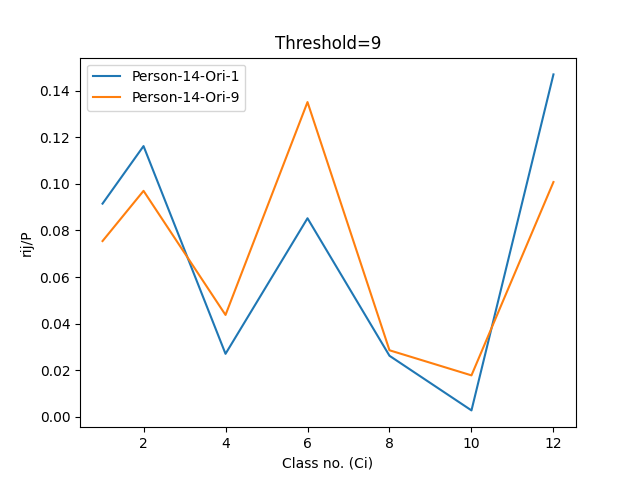 Threshold=9
Person-14-Ori-1
Person-14-Ori-9
rij/P
0.14
0.12
0.10
0.08
0.06
0.04
0.02
0.00
2 4 6 8 10 12
Class no. (Ci)